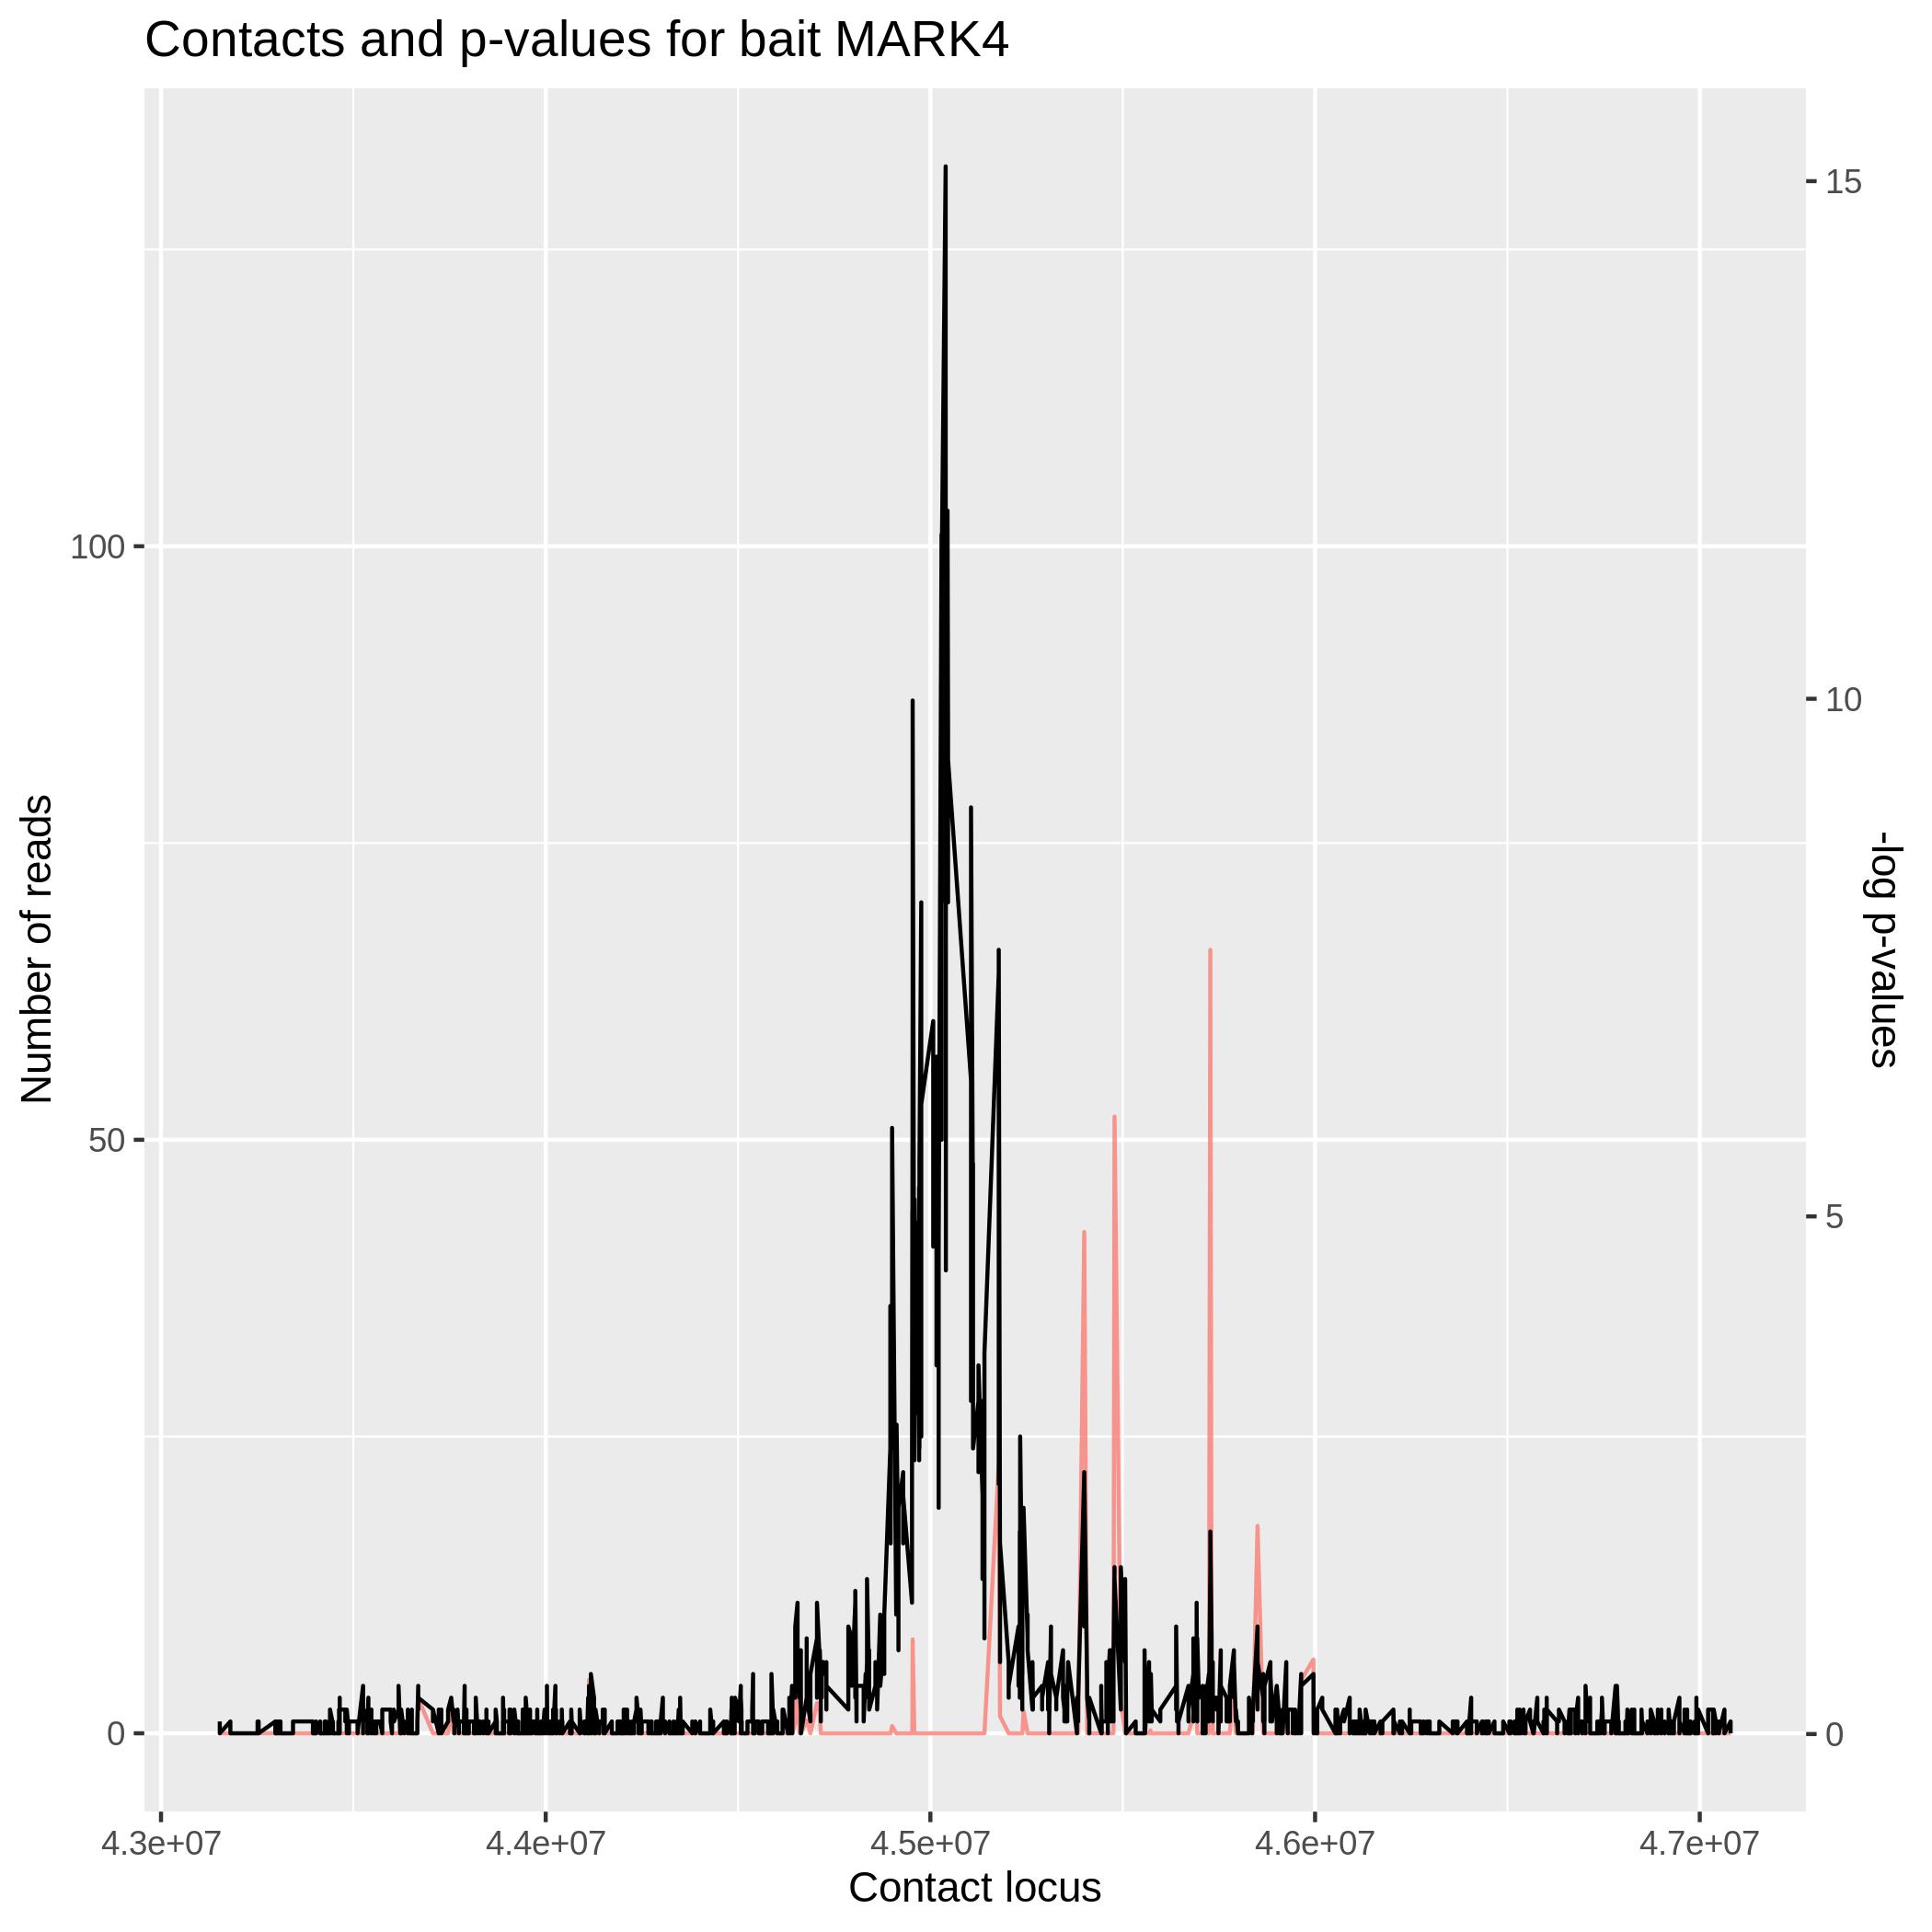 Contacts and p-values for bait MARK4
Number of reads
100
50
0
15
10
5
0
-log p-values
4.3e+07
4.4e+07
4.5e+07
4.6e+07
4.7e+07
Contact locus